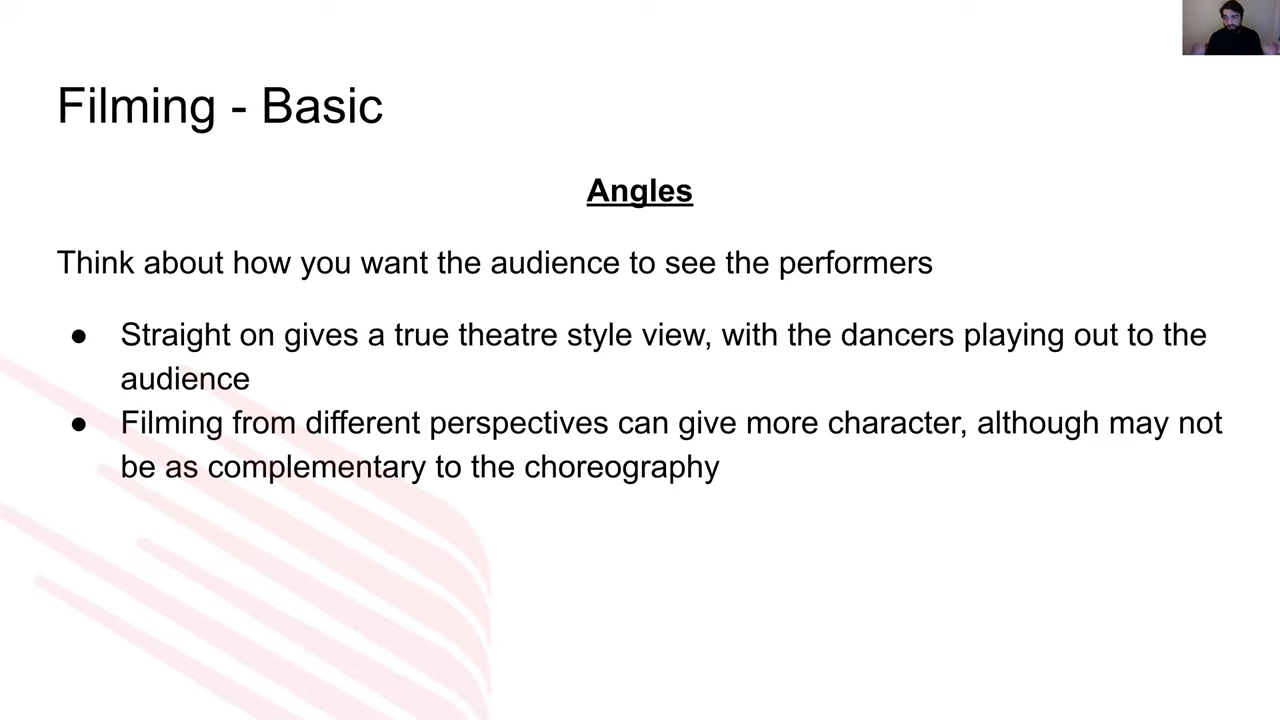 Filming - Basic
Angles
Think about how you want the audience to see the performers
● Straight on gives a true theatre style view, with the dancers playing out to the
audience
● Filming from different perspectives can give more character, although may not
be as complementary to the choreography